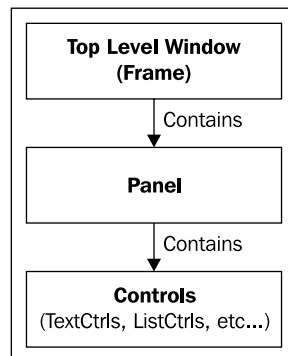 Top Level Window
(Frame)
Contains
Panel
Contains
Controls
(TextCtrls, ListCtrls, etc...)